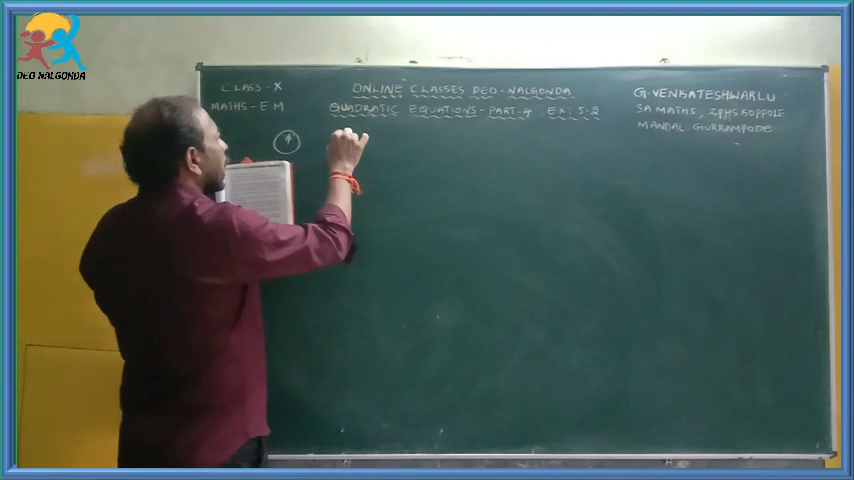 DEO NALGONDA
CLASS - X
MATHS - E M
ONLINE CLASSES DEO - NALGONDA
QUADRATIC EQUATIONS - PART - 4 EX: 5.2
G. VENKATESHWARLU
SA MATHS, ZPHS KOPPOLE
MANDAL: GURRAMPODE
4